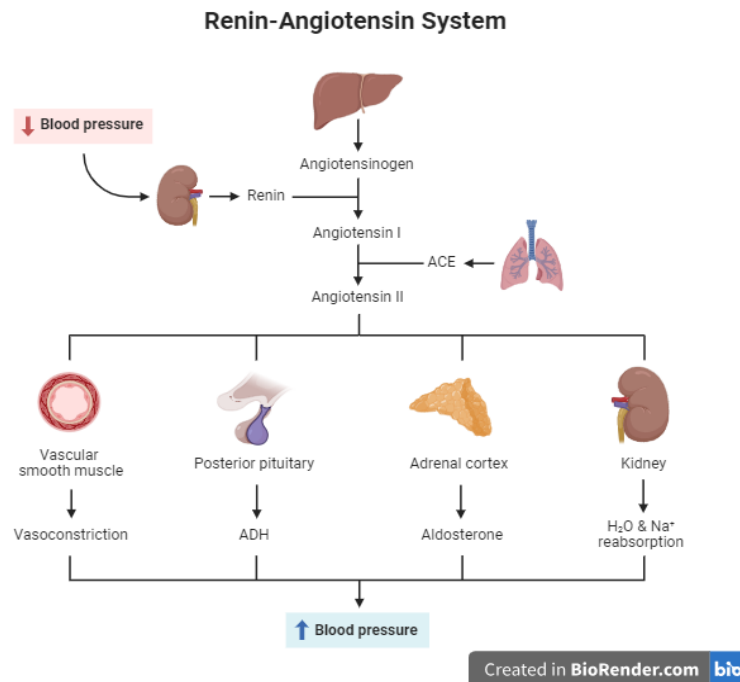 Renin-Angiotensin System
Blood pressure
Angiotensinogen
Renin
Angiotensin I
ACE
Angiotensin II
Vascular
smooth muscle
Posterior pituitary
Adrenal cortex
Kidney
Vasoconstriction
ADH
Aldosterone
H₂O & Na⁺
reabsorption
Blood pressure
Created in BioRender.com
bio